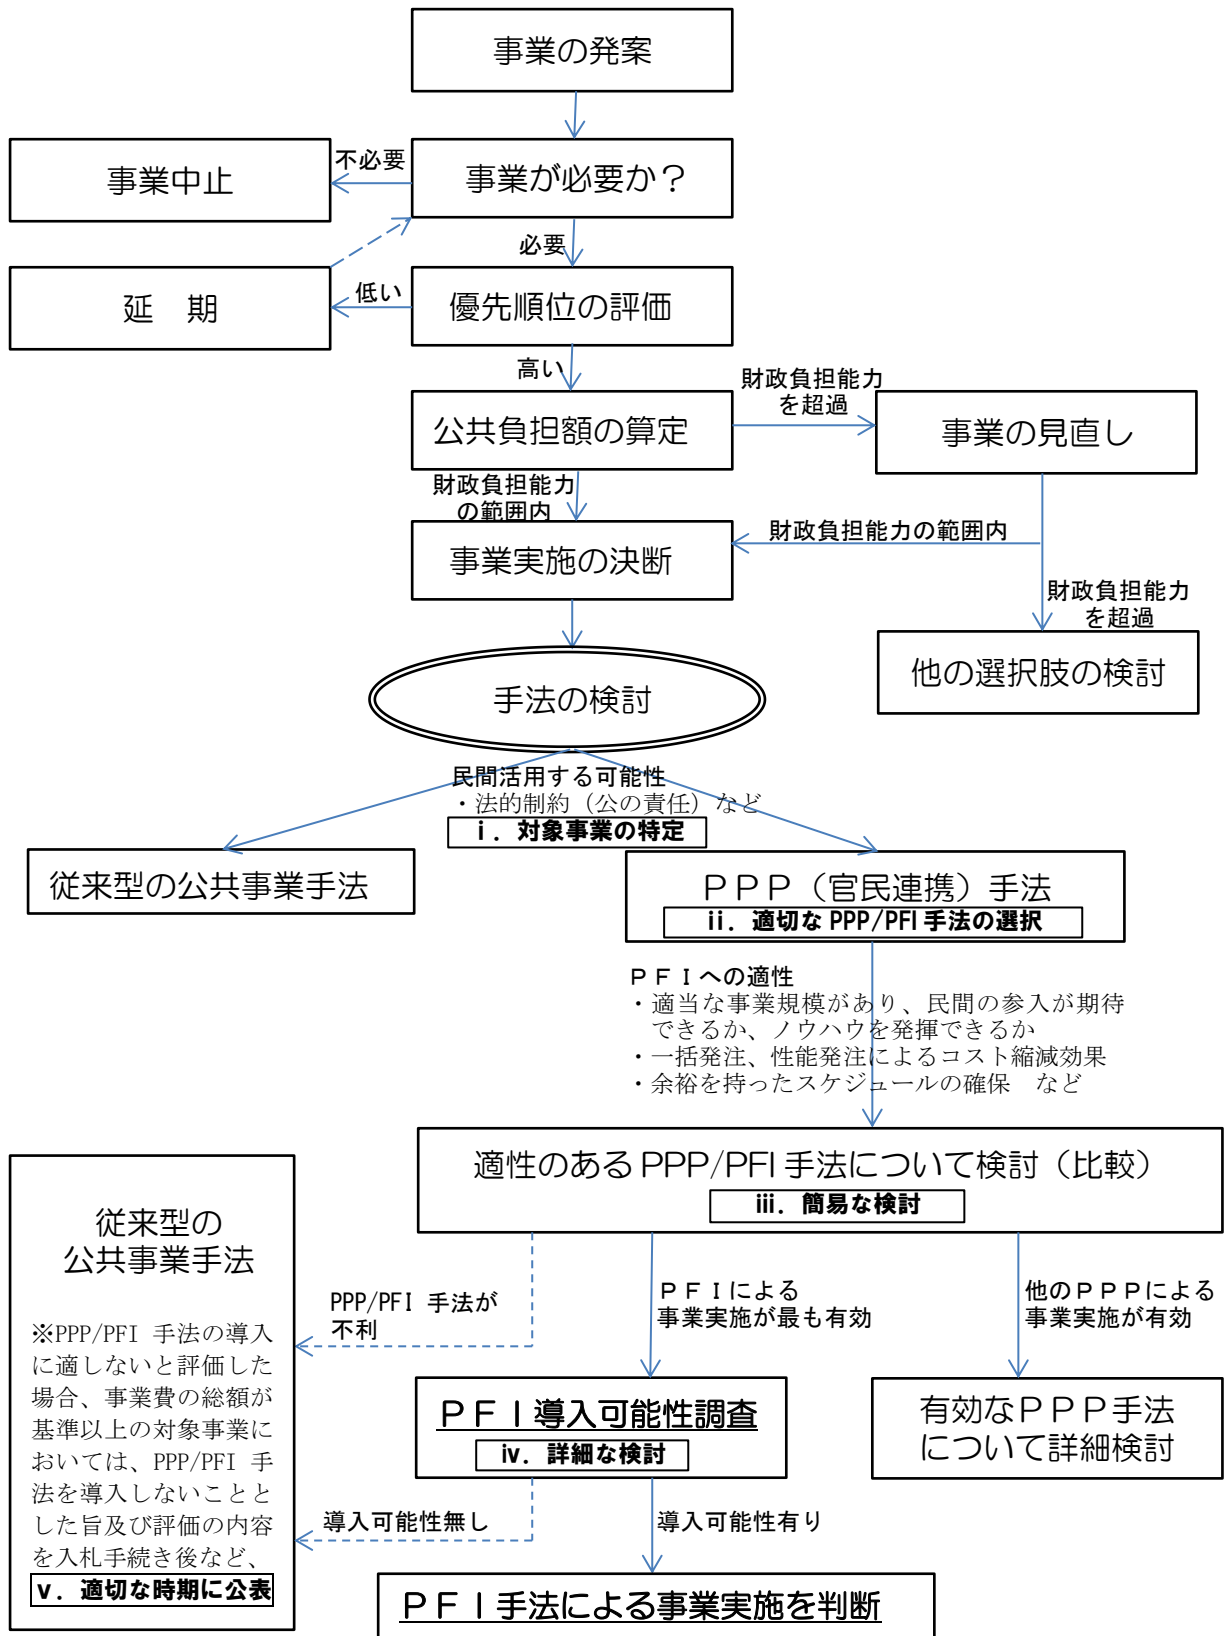 事業の発案
事業中止
不必要
事業が必要か?
必要
延　期
低い
優先順位の評価
高い
財政負担能力
を超過
公共負担額の算定
事業の見直し
財政負担能力
の範囲内
財政負担能力の範囲内
事業実施の決断
財政負担能力
を超過
他の選択肢の検討
手法の検討
民間活用する可能性
・法的制約（公の責任）など
ⅰ．対象事業の特定
従来型の公共事業手法
ＰＰＰ（官民連携）手法
ⅱ．適切な PPP/PFI 手法の選択
ＰＦＩへの適性
・適当な事業規模があり、民間の参入が期待
できるか、ノウハウを発揮できるか
・一括発注、性能発注によるコスト縮減効果
・余裕を持ったスケジュールの確保　など
適性のある PPP/PFI 手法について検討（比較）
ⅲ．簡易な検討
PPP/PFI 手法が
不利
ＰＦＩによる
事業実施が最も有効
他のＰＰＰによる
事業実施が有効
従来型の
公共事業手法
※PPP/PFI 手法の導入
に適しないと評価した
場合、事業費の総額が
基準以上の対象事業に
おいては、PPP/PFI 手
法を導入しないことと
した旨及び評価の内容
を入札手続き後など、
ⅴ．適切な時期に公表
ＰＦＩ導入可能性調査
ⅳ．詳細な検討
有効なＰＰＰ手法
について詳細検討
導入可能性無し
導入可能性有り
ＰＦＩ手法による事業実施を判断